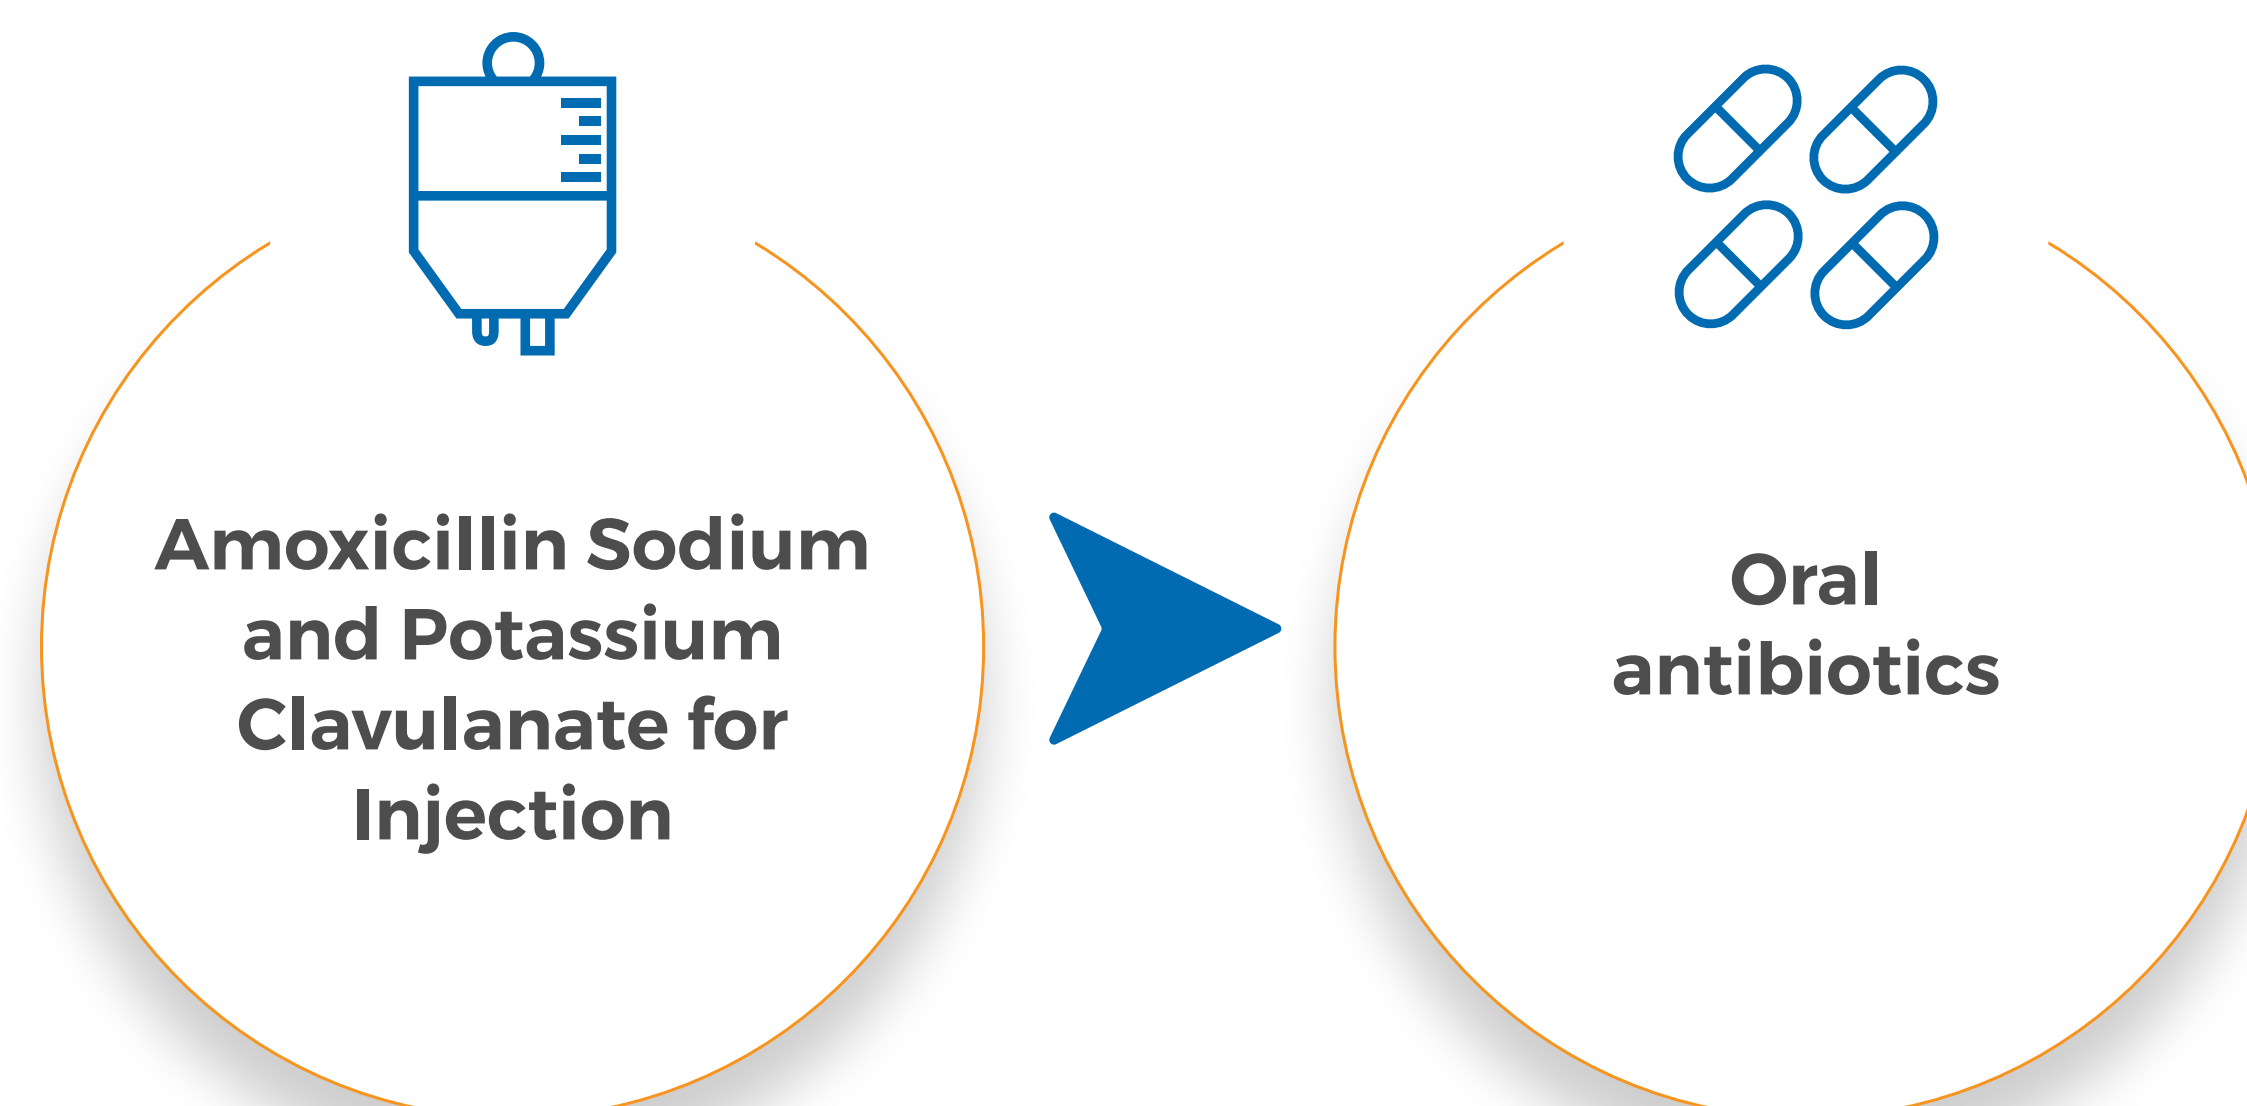 Amoxicillin Sodium
and Potassium
Clavulanate for
Injection
Oral
antibiotics